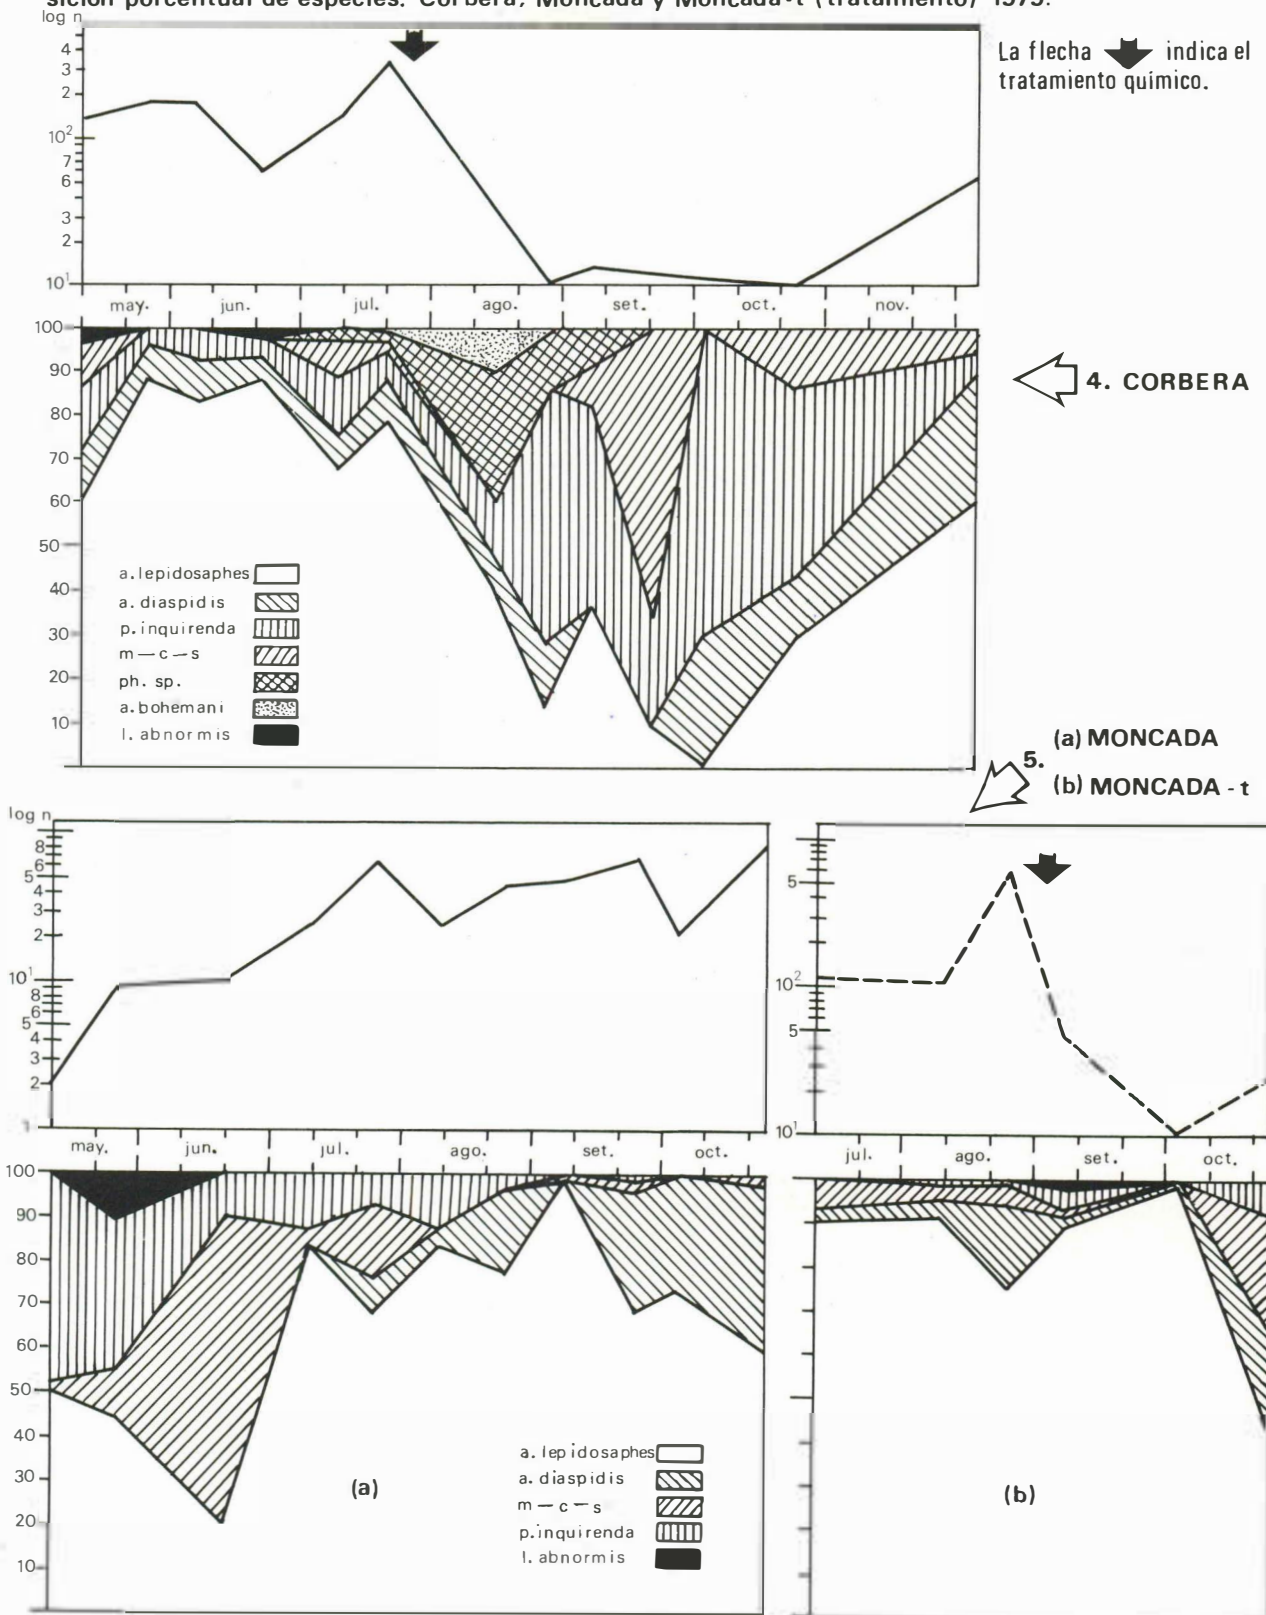 sición porcentual de especies. Corbera, Moncada y Moncada-t (tratamiento) 1975.
log n
La flecha indica el
tratamiento químico.
4
3
2
10²
7
6
3
2
10¹
may. jun. jul. ago. set. oct. nov.
100
90
80
70
60
50
40
30
20
10
a. lepidosaphes
a. diaspidis
p. inquirenda
m-c-s
ph. sp.
a. bohemani
l. abnormis
4. CORBERA
5.
(a) MONCADA
(b) MONCADA-t
log n
8
6
5
4
3
2
10¹
8
6
5
4
3
2
1
may. jun. jul. ago. set. oct.
100
90
80
70
60
50
40
30
20
10
(a)
a. lepidosaphes
a. diaspidis
m-c-s
p. inquirenda
l. abnormis
5
10²
5
10¹
jul. ago. set. oct.
(b)